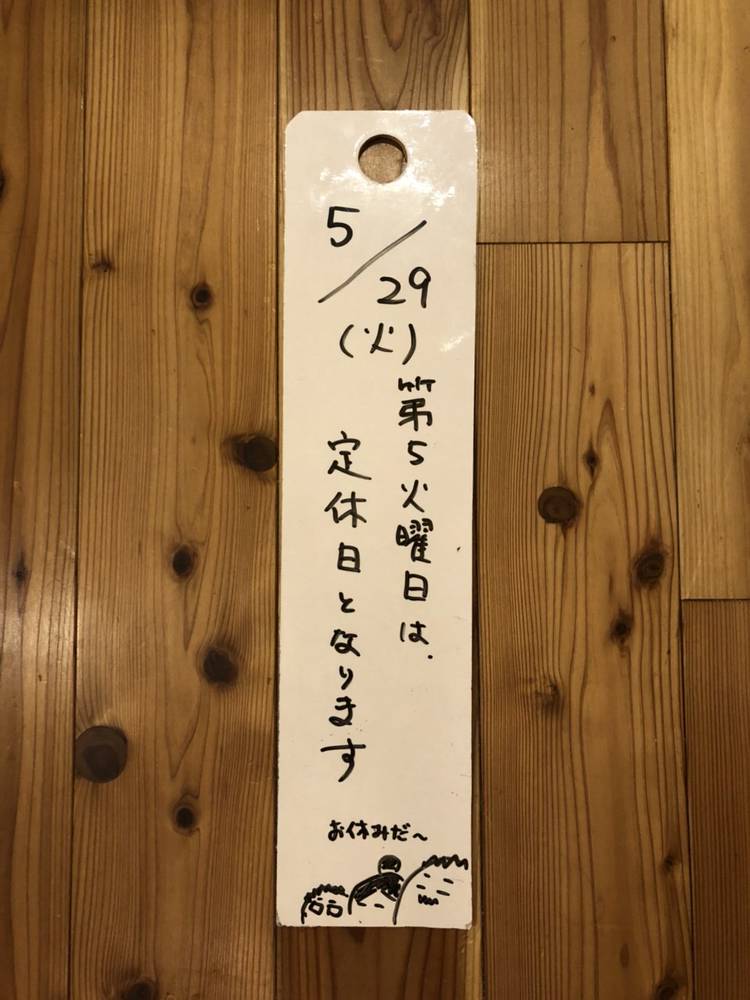 5/29
(火)
第5火曜日は.
定休日となります
お休みだ〜